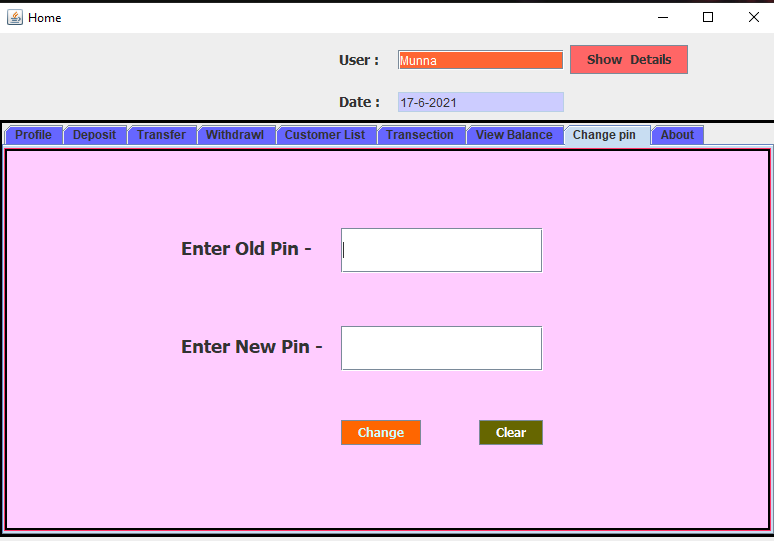 Home
User : Munna Show Details
Date : 17-6-2021
Profile Deposit Transfer Withdrawl Customer List Transection View Balance Change pin About
Enter Old Pin -
Enter New Pin -
Change Clear